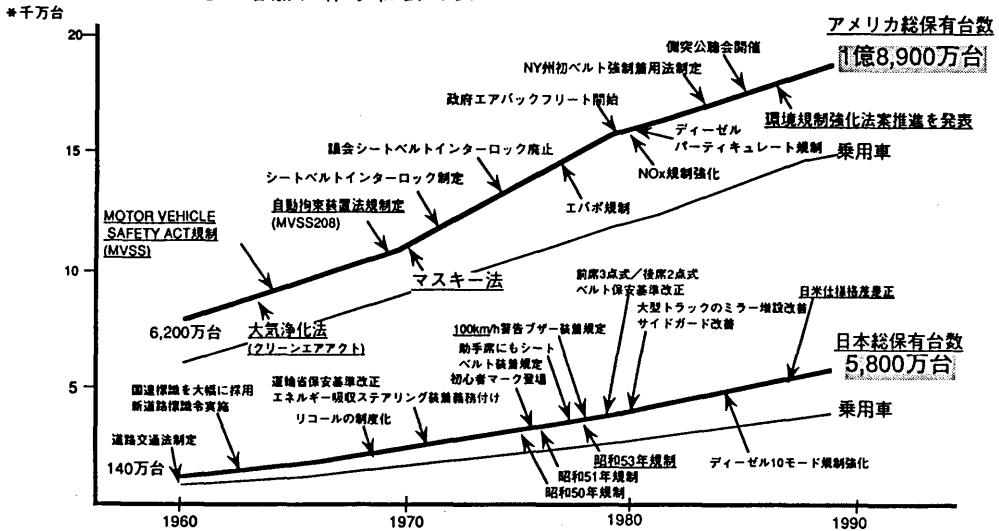 *千万台
20
15
10
5
0
1960
1970
1980
1990
アメリカ総保有台数
1億8,900万台
側突公聴会開催
NY州初ベルト強制着用法制定
政府エアバックフリート開始
環境規制強化法案推進を発表
ディーゼル
パーティキュレート規制
乗用車
NOx規制強化
議会シートベルトインターロック廃止
シートベルトインターロック制定
エバポ規制
自動拘束装置法規制定
(MVSS208)
MOTOR VEHICLE
SAFETY ACT規制
(MVSS)
マスキー法
6,200万台
大気浄化法
(クリーンエアアクト)
前席3点式/後席2点式
ベルト保安基準改正
大型トラックのミラー増設改善
サイドガード改善
日米仕様格差是正
100km/h警告ブザー装着規定
助手席にもシート
ベルト装着規定
初心者マーク登場
日本総保有台数
5,800万台
乗用車
国連標識を大幅に採用
新道路標識令実施
運輸省保安基準改正
エネルギー吸収ステアリング装着義務付け
リコールの制度化
道路交通法制定
140万台
昭和53年規制
昭和51年規制
昭和50年規制
ディーゼル10モード規制強化